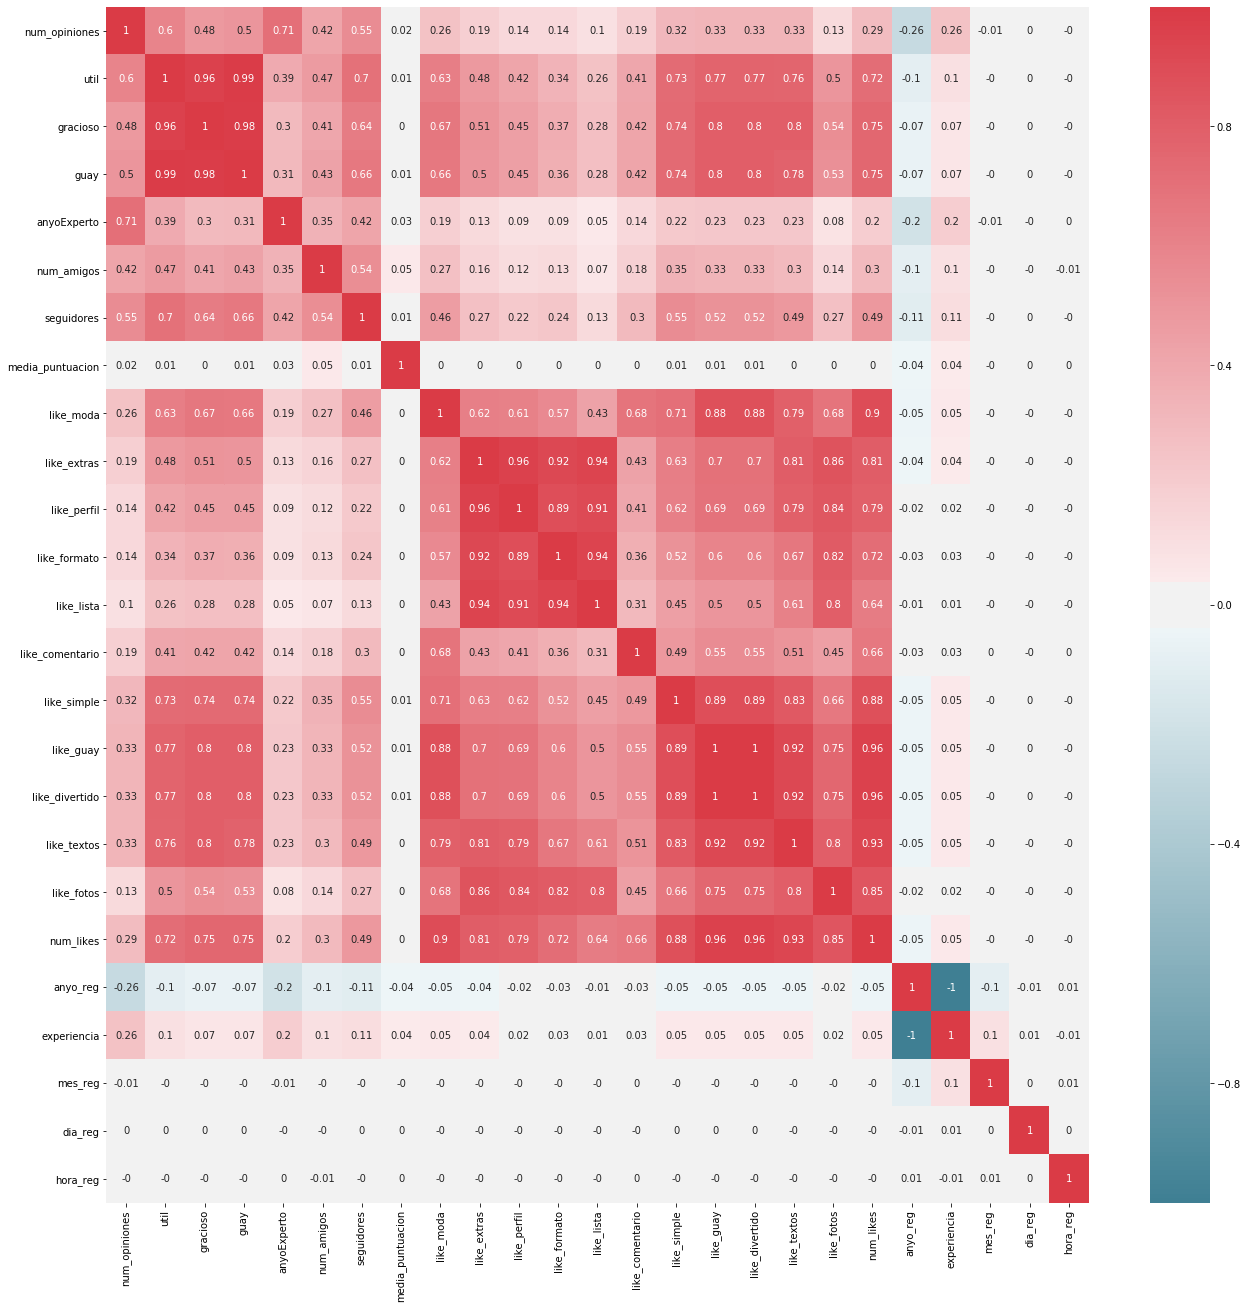 num_opiniones 1 0.6 0.48 0.5 0.71 0.42 0.55 0.02 0.26 0.19 0.14 0.14 0.1 0.19 0.32 0.33 0.33 0.33 0.13 0.29 -0.26 0.26 -0.01 0 -0
util 0.6 1 0.96 0.99 0.39 0.47 0.7 0.01 0.63 0.48 0.42 0.34 0.26 0.41 0.73 0.77 0.77 0.76 0.5 0.72 -0.1 0.1 -0 0 -0
gracioso 0.48 0.96 1 0.98 0.3 0.41 0.64 0 0.67 0.51 0.45 0.37 0.28 0.42 0.74 0.8 0.8 0.8 0.54 0.75 -0.07 0.07 -0 0 -0
guay 0.5 0.99 0.98 1 0.31 0.43 0.66 0.01 0.66 0.5 0.45 0.36 0.28 0.42 0.74 0.8 0.8 0.78 0.53 0.75 -0.07 0.07 -0 0 -0
anyoExperto 0.71 0.39 0.3 0.31 1 0.35 0.42 0.03 0.19 0.13 0.09 0.09 0.05 0.14 0.22 0.23 0.23 0.23 0.08 0.2 -0.2 0.2 -0.01 -0 0
num_amigos 0.42 0.47 0.41 0.43 0.35 1 0.54 0.05 0.27 0.16 0.12 0.13 0.07 0.18 0.35 0.33 0.33 0.3 0.14 0.3 -0.1 0.1 -0 -0 -0.01
seguidores 0.55 0.7 0.64 0.66 0.42 0.54 1 0.01 0.46 0.27 0.22 0.24 0.13 0.3 0.55 0.52 0.52 0.49 0.27 0.49 -0.11 0.11 -0 0 -0
media_puntuacion 0.02 0.01 0 0.01 0.03 0.05 0.01 1 0 0 0 0 0 0 0.01 0.01 0.01 0 0 0 -0.04 0.04 -0 0 0
like_moda 0.26 0.63 0.67 0.66 0.19 0.27 0.46 0 1 0.62 0.61 0.57 0.43 0.68 0.71 0.88 0.88 0.79 0.68 0.9 -0.05 0.05 -0 -0 -0
like_extras 0.19 0.48 0.51 0.5 0.13 0.16 0.27 0 0.62 1 0.96 0.92 0.94 0.43 0.63 0.7 0.7 0.81 0.86 0.81 -0.04 0.04 -0 -0 -0
like_perfil 0.14 0.42 0.45 0.45 0.09 0.12 0.22 0 0.61 0.96 1 0.89 0.91 0.41 0.62 0.69 0.69 0.79 0.84 0.79 -0.02 0.02 -0 -0 -0
like_formato 0.14 0.34 0.37 0.36 0.09 0.13 0.24 0 0.57 0.92 0.89 1 0.94 0.36 0.52 0.6 0.6 0.67 0.82 0.72 -0.03 0.03 -0 -0 -0
like_lista 0.1 0.26 0.28 0.28 0.05 0.07 0.13 0 0.43 0.94 0.91 0.94 1 0.31 0.45 0.5 0.5 0.61 0.8 0.64 -0.01 0.01 -0 -0 -0
like_comentario 0.19 0.41 0.42 0.42 0.14 0.18 0.3 0 0.68 0.43 0.41 0.36 0.31 1 0.49 0.55 0.55 0.51 0.45 0.66 -0.03 0.03 0 -0 -0
like_simple 0.32 0.73 0.74 0.74 0.22 0.35 0.55 0.01 0.71 0.63 0.62 0.52 0.45 0.49 1 0.89 0.89 0.83 0.66 0.88 -0.05 0.05 -0 0 -0
like_guay 0.33 0.77 0.8 0.8 0.23 0.33 0.52 0.01 0.88 0.7 0.69 0.6 0.5 0.55 0.89 1 1 0.92 0.75 0.96 -0.05 0.05 -0 0 -0
like_divertido 0.33 0.77 0.8 0.8 0.23 0.33 0.52 0.01 0.88 0.7 0.69 0.6 0.5 0.55 0.89 1 1 0.92 0.75 0.96 -0.05 0.05 -0 0 -0
like_textos 0.33 0.76 0.8 0.78 0.23 0.3 0.49 0 0.79 0.81 0.79 0.67 0.61 0.51 0.83 0.92 0.92 1 0.8 0.93 -0.05 0.05 -0 -0 -0
like_fotos 0.13 0.5 0.54 0.53 0.08 0.14 0.27 0 0.68 0.86 0.84 0.82 0.8 0.45 0.66 0.75 0.75 0.8 1 0.85 -0.02 0.02 -0 -0 -0
num_likes 0.29 0.72 0.75 0.75 0.2 0.3 0.49 0 0.9 0.81 0.79 0.72 0.64 0.66 0.88 0.96 0.96 0.93 0.85 1 -0.05 0.05 -0 -0 -0
anyo_reg -0.26 -0.1 -0.07 -0.07 -0.2 -0.1 -0.11 -0.04 -0.05 -0.04 -0.02 -0.03 -0.01 -0.03 -0.05 -0.05 -0.05 -0.05 -0.02 -0.05 1 -1 -0.1 -0.01 0.01
experiencia 0.26 0.1 0.07 0.07 0.2 0.1 0.11 0.04 0.05 0.04 0.02 0.03 0.01 0.03 0.05 0.05 0.05 0.05 0.02 0.05 -1 1 0.1 0.01 -0.01
mes_reg -0.01 -0 -0 -0 -0.01 -0 -0 -0 -0 -0 -0 -0 -0 0 -0 -0 -0 -0 -0 -0 -0.1 0.1 1 0 0.01
dia_reg 0 0 0 0 -0 -0 0 0 -0 -0 -0 -0 -0 -0 0 0 0 -0 -0 -0 -0.01 0.01 0 1 0
hora_reg -0 -0 -0 -0 0 -0.01 -0 0 -0 -0 -0 -0 -0 -0 -0 -0 -0 -0 -0 -0 0.01 -0.01 0.01 0 1
num_opiniones
util
gracioso
guay
anyoExperto
num_amigos
seguidores
media_puntuacion
like_moda
like_extras
like_perfil
like_formato
like_lista
like_comentario
like_simple
like_guay
like_divertido
like_textos
like_fotos
num_likes
anyo_reg
experiencia
mes_reg
dia_reg
hora_reg
0.8
0.4
0.0
−0.4
−0.8